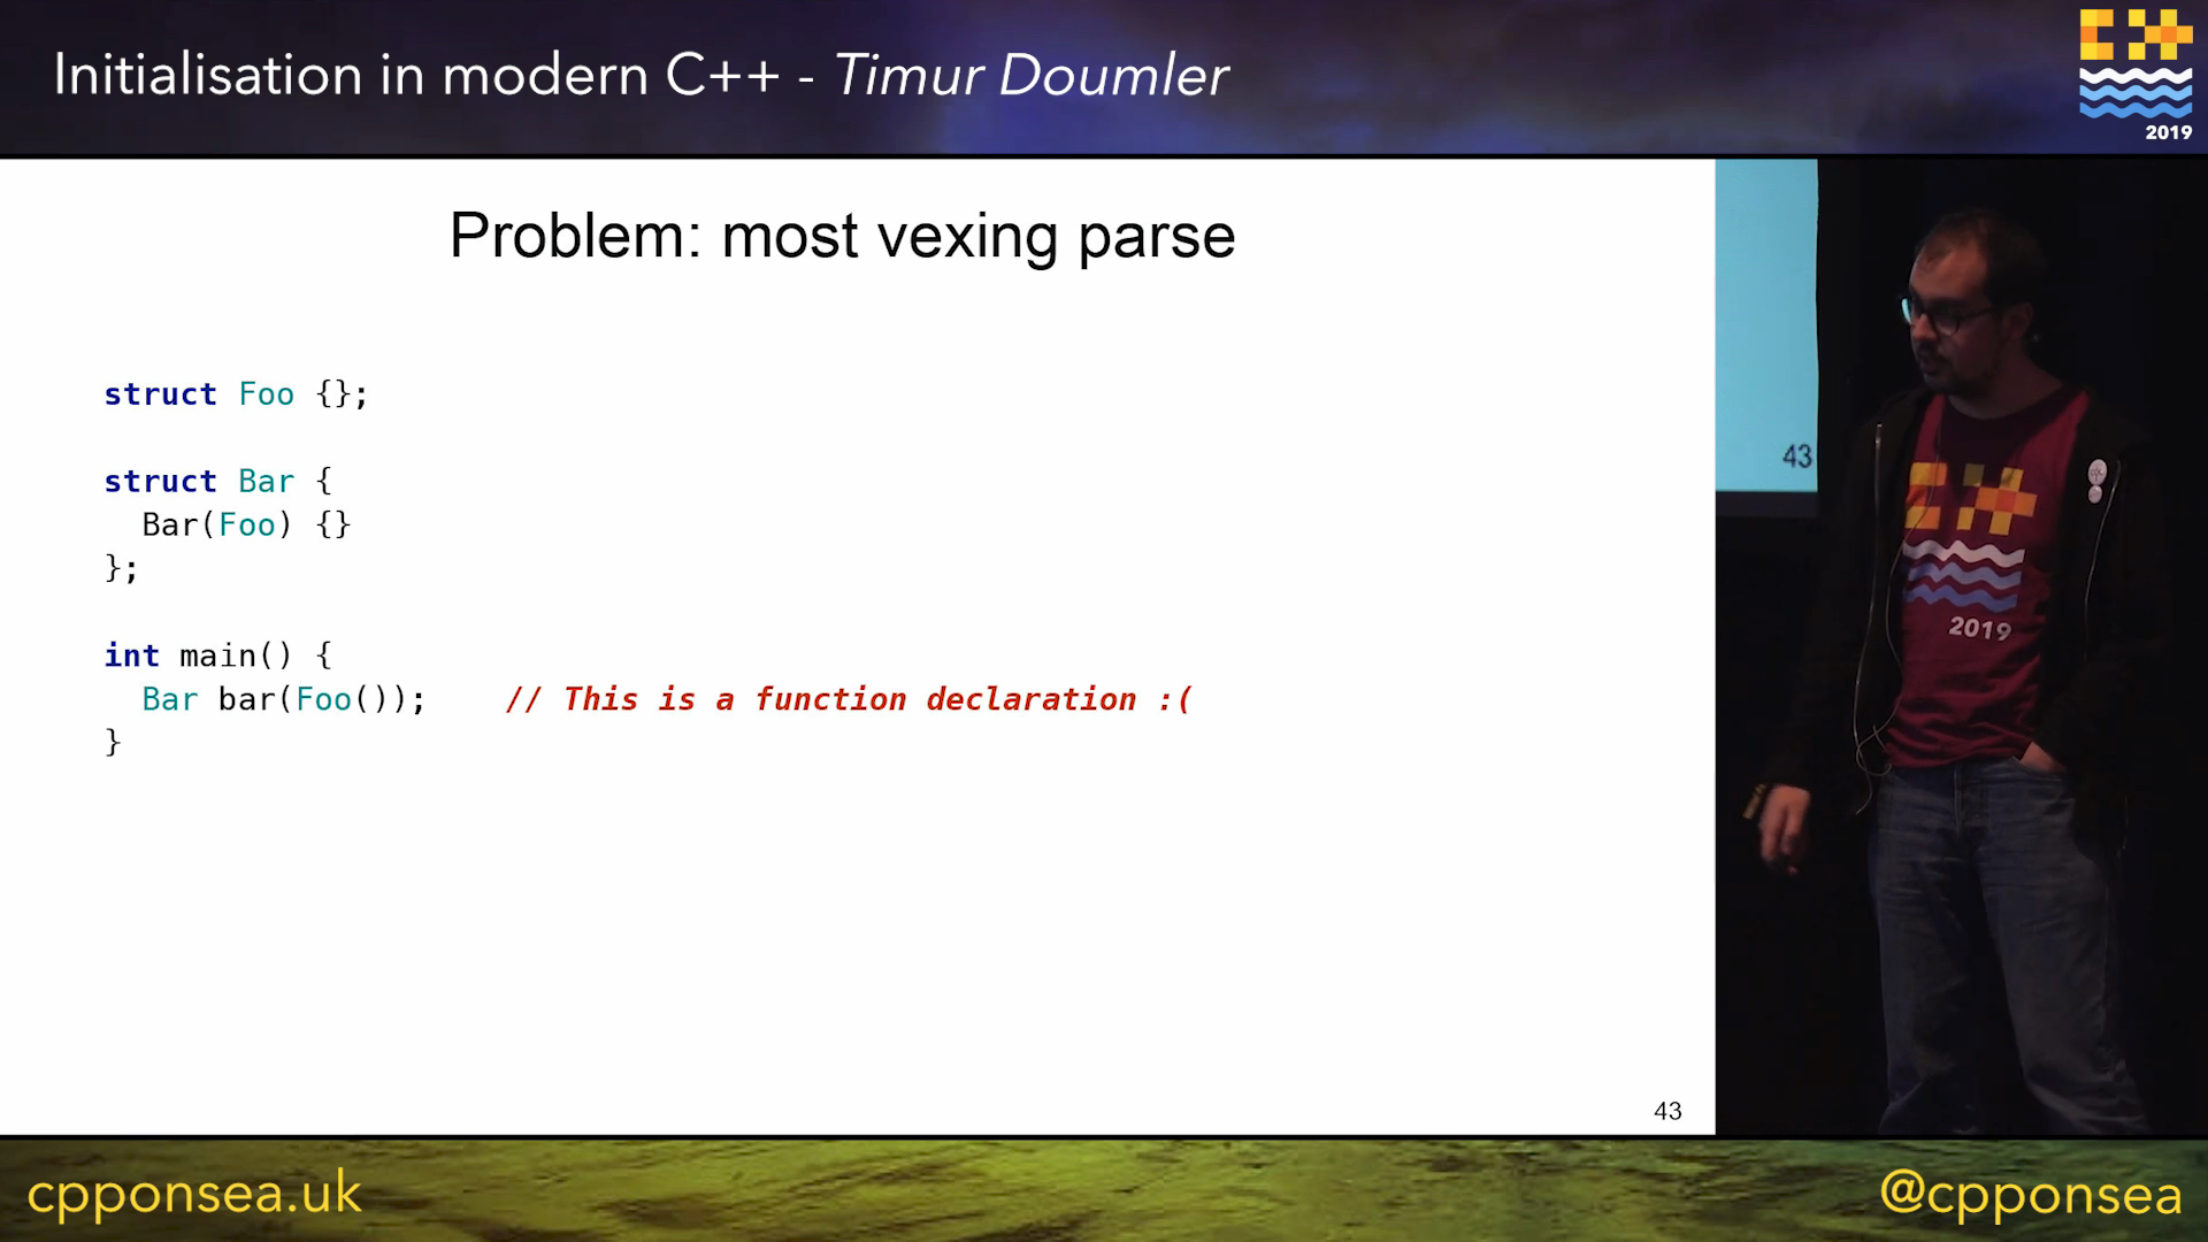 Initialisation in modern C++ - Timur Doumler
2019
Problem: most vexing parse
struct Foo {};
struct Bar {
  Bar(Foo) {}
};
int main() {
  Bar bar(Foo());    // This is a function declaration :(
}
43
43
2019
cpponsea.uk
@cpponsea